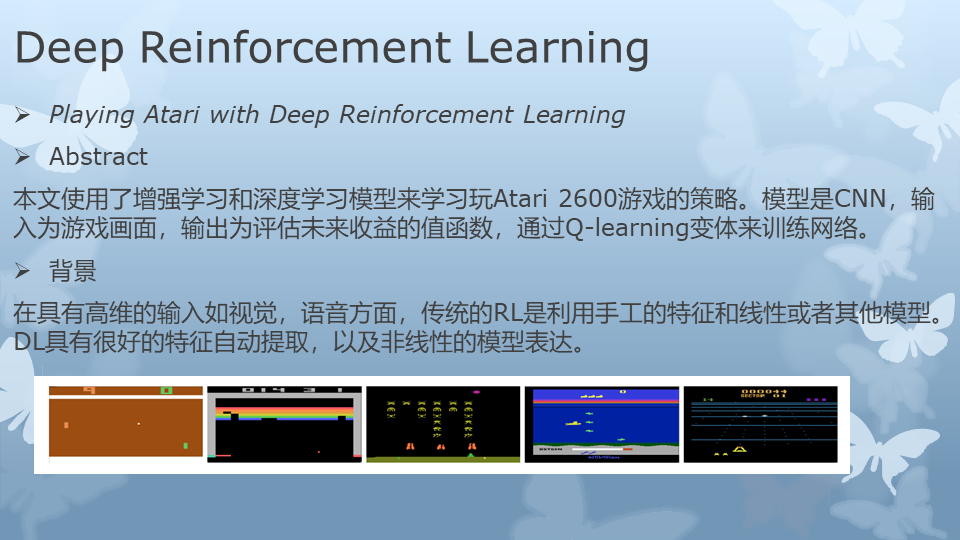 Deep Reinforcement Learning
➢ Playing Atari with Deep Reinforcement Learning
➢ Abstract
本文使用了增强学习和深度学习模型来学习玩Atari 2600游戏的策略。模型是CNN，输
入为游戏画面，输出为评估未来收益的值函数，通过Q-learning变体来训练网络。
➢ 背景
在具有高维的输入如视觉，语音方面，传统的RL是利用手工的特征和线性或者其他模型。
DL具有很好的特征自动提取，以及非线性的模型表达。
9 0
014 3 1
0
000044
SECTOR 01
14
OXYGEN